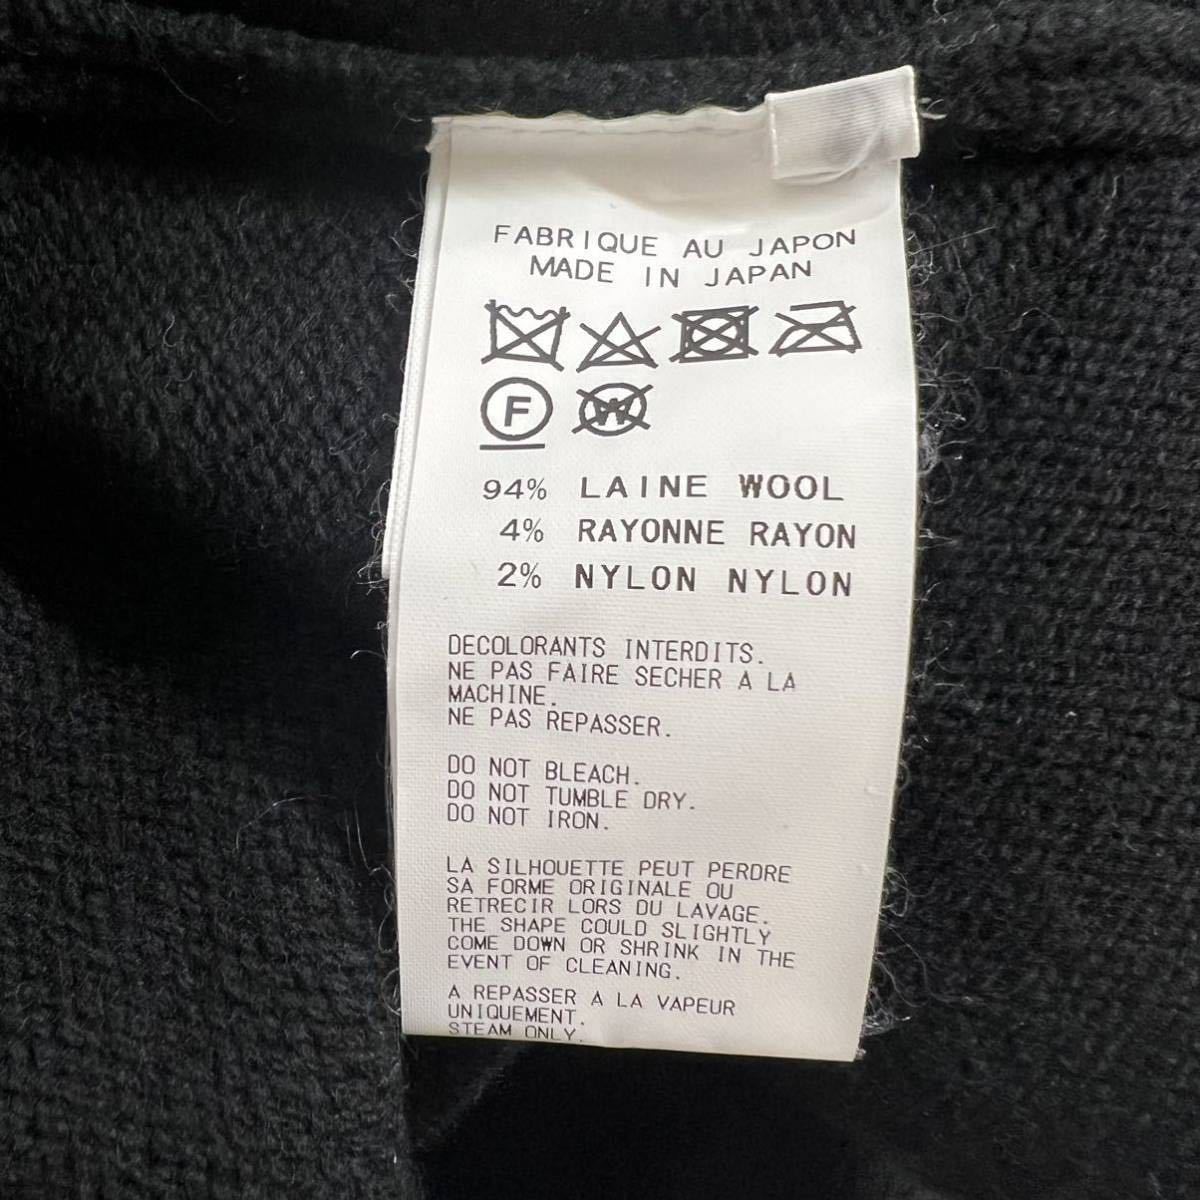 FABRIQUE AU JAPON
MADE IN JAPAN
F W
94% LAINE WOOL
4% RAYONNE RAYON
2% NYLON NYLON
DECOLORANTS INTERDITS.
NE PAS FAIRE SECHER A LA
MACHINE.
NE PAS REPASSER.
DO NOT BLEACH.
DO NOT TUMBLE DRY.
DO NOT IRON.
LA SILHOUETTE PEUT PERDRE
SA FORME ORIGINALE OU
RETRECIR LORS DU LAVAGE.
THE SHAPE COULD SLIGHTLY
COME DOWN OR SHRINK IN THE
EVENT OF CLEANING.
A REPASSER A LA VAPEUR
UNIQUEMENT.
STEAM ONLY.